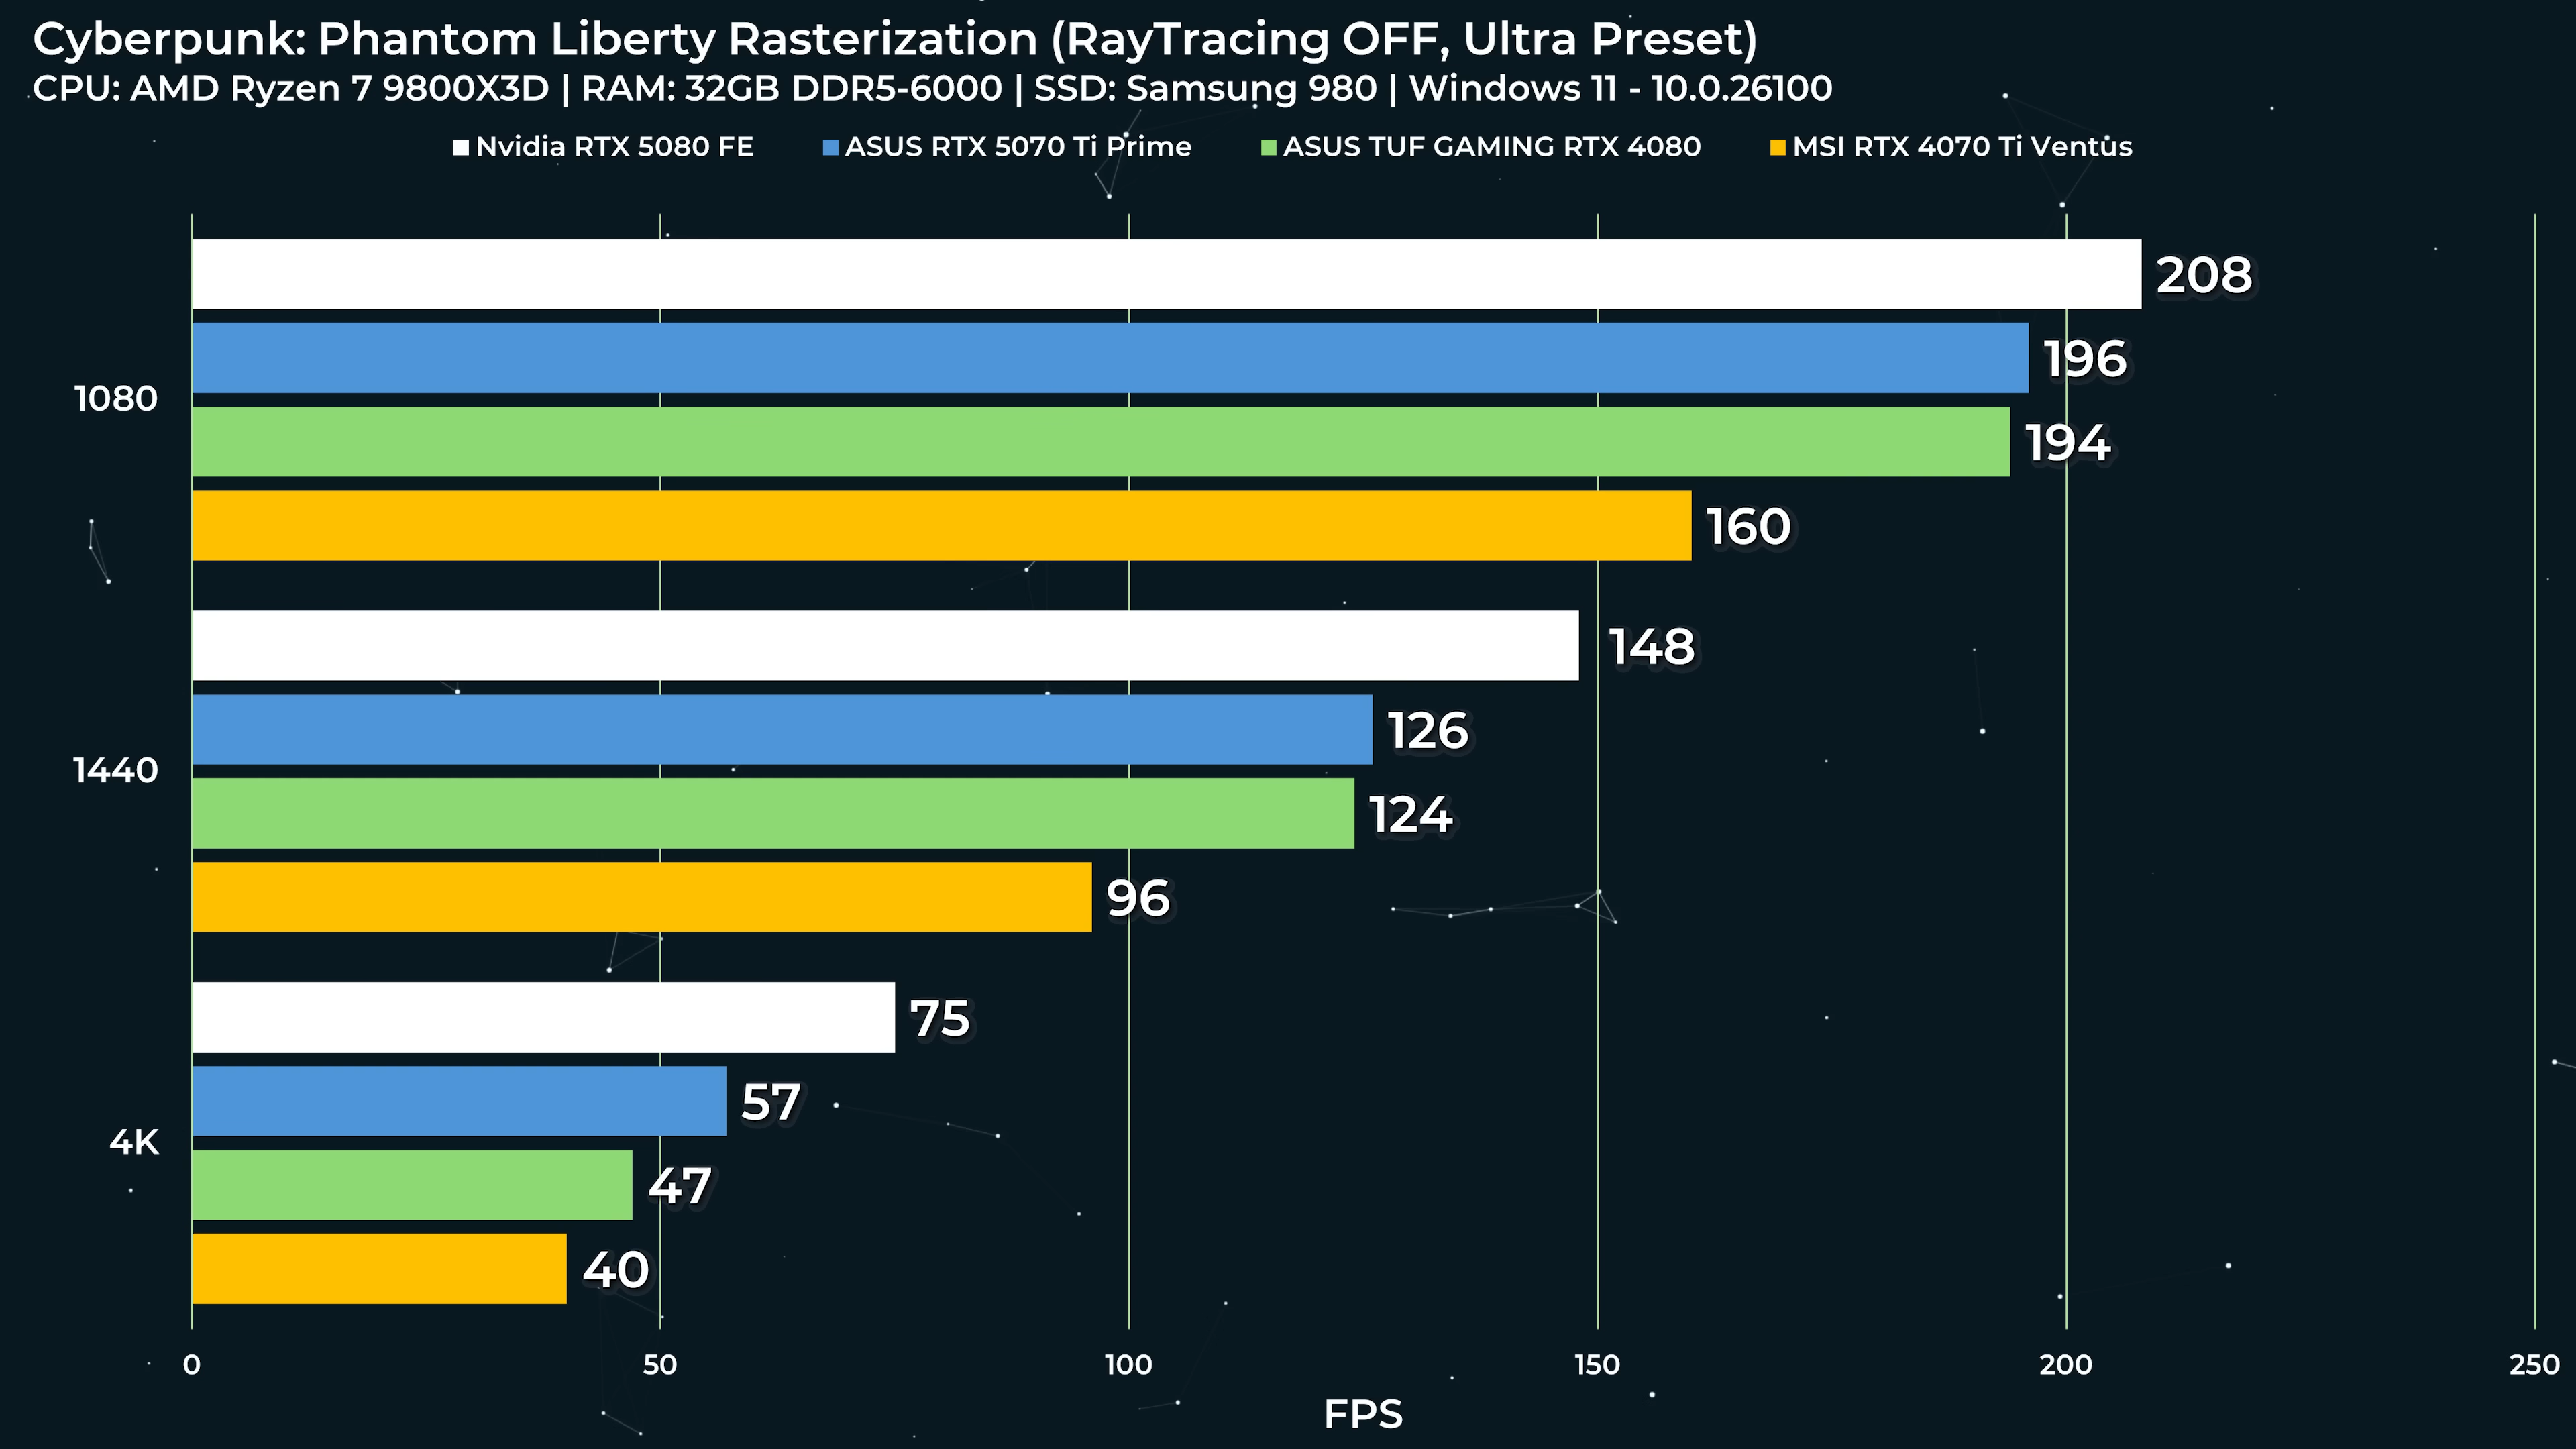 Cyberpunk: Phantom Liberty Rasterization (RayTracing OFF, Ultra Preset)
CPU: AMD Ryzen 7 9800X3D | RAM: 32GB DDR5-6000 | SSD: Samsung 980 | Windows 11 - 10.0.26100
Nvidia RTX 5080 FE ASUS RTX 5070 Ti Prime ASUS TUF GAMING RTX 4080 MSI RTX 4070 Ti Ventus
208
196
1080
194
160
148
126
1440
124
96
75
57
4K
47
40
0 50 100 150 200 250
FPS